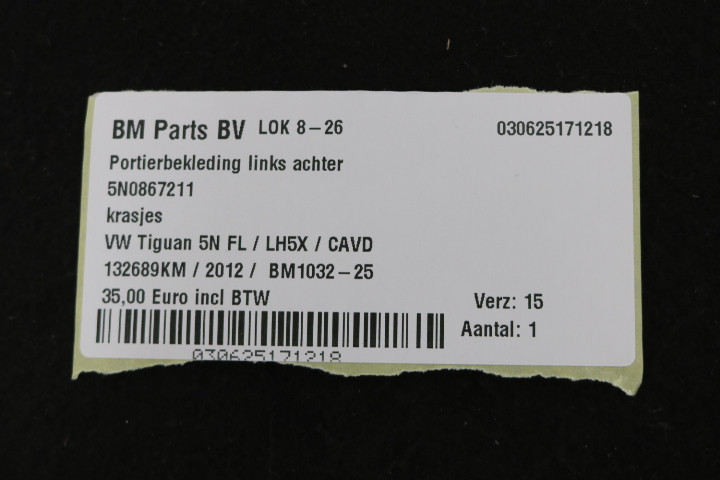 BM Parts BV LOK 8-26 030625171218
Portierbekleding links achter
5N0867211
krasjes
VW Tiguan 5N FL / LH5X / CAVD
132689KM / 2012 / BM1032-25
35,00 Euro incl BTW Verz: 15
Aantal: 1
030625171218